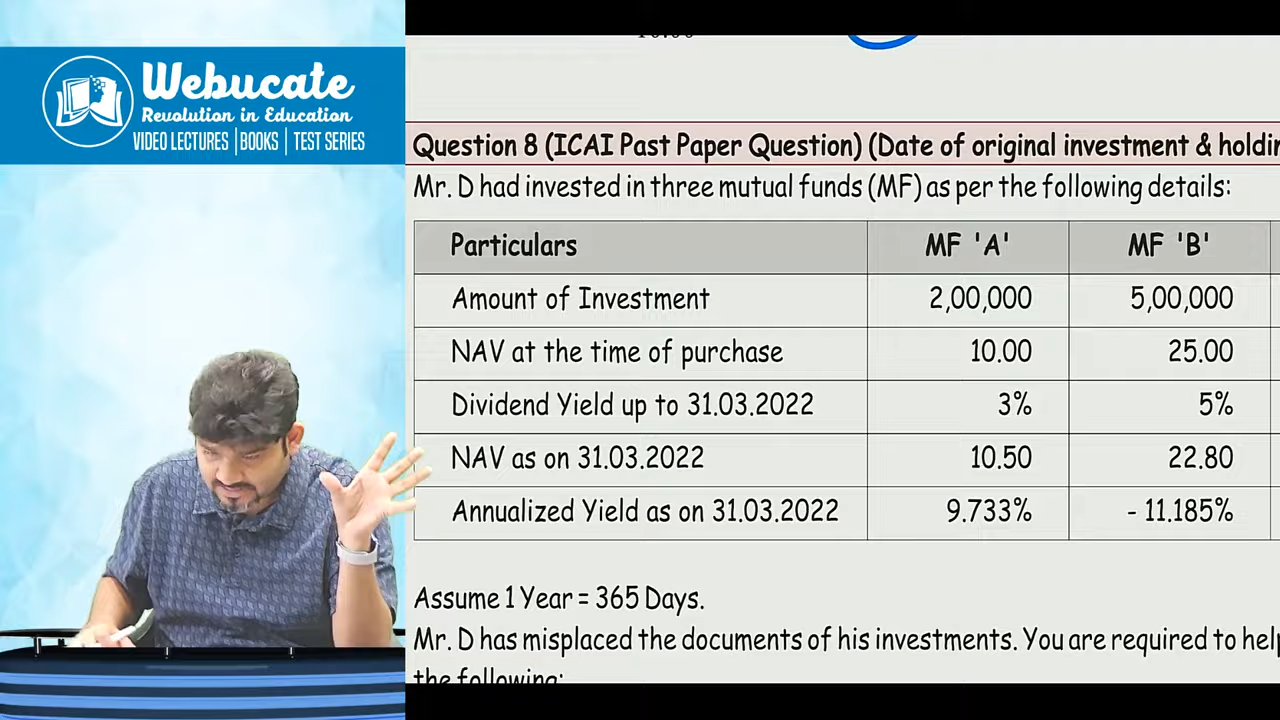 Webucate
Revolution in Education
VIDEO LECTURES | BOOKS | TEST SERIES
Question 8 (ICAI Past Paper Question) (Date of original investment & holdin
Mr. D had invested in three mutual funds (MF) as per the following details:
Particulars MF 'A' MF 'B'
Amount of Investment 2,00,000 5,00,000
NAV at the time of purchase 10.00 25.00
Dividend Yield up to 31.03.2022 3% 5%
NAV as on 31.03.2022 10.50 22.80
Annualized Yield as on 31.03.2022 9.733% - 11.185%
Assume 1 Year = 365 Days.
Mr. D has misplaced the documents of his investments. You are required to help
the following: